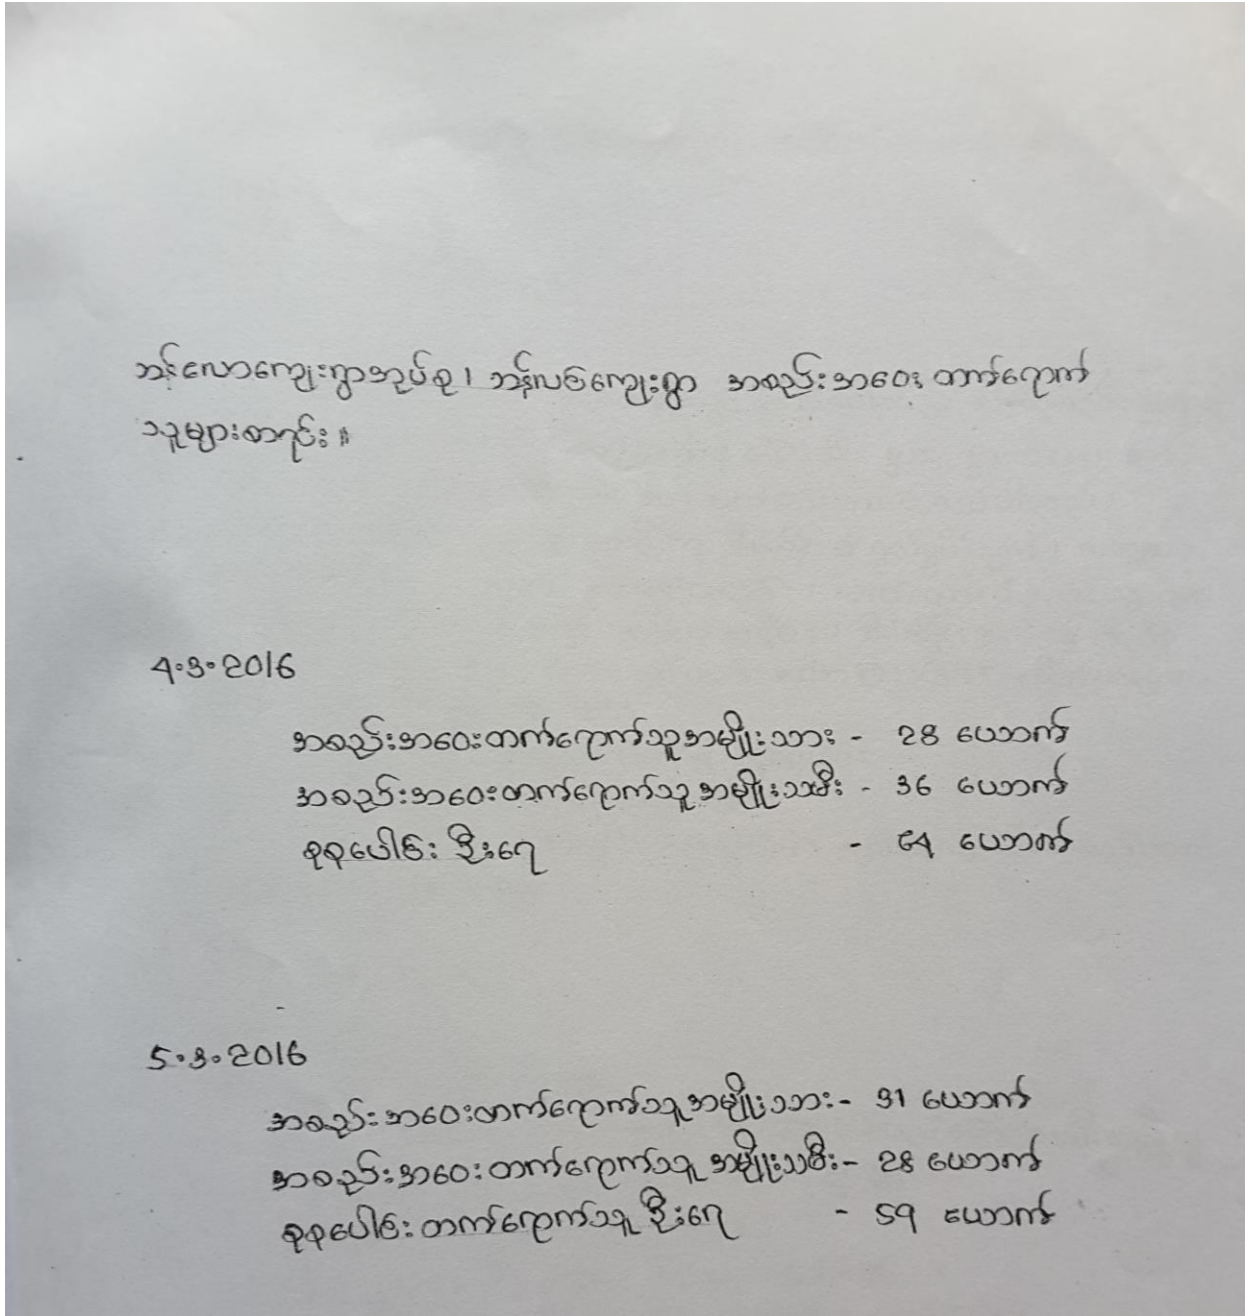 ဘန်လောကျေးရွာအုပ်စု၊ ဘန်လစ်ကျေးရွာ အစည်းအဝေး တက်ရောက်
သူများစာရင်း။
4.3.2016
အစည်းအဝေးတက်ရောက်သူအမျိုးသား - 28 ယောက်
အစည်းအဝေးတက်ရောက်သူ အမျိုးသမီး - 36 ယောက်
စုစုပေါင်း ဦးရေ - 64 ယောက်
5.3.2016
အစည်းအဝေးတက်ရောက်သူအမျိုးသား - 31 ယောက်
အစည်းအဝေးတက်ရောက်သူ အမျိုးသမီး - 28 ယောက်
စုစုပေါင်းတက်ရောက်သူ ဦးရေ - 59 ယောက်